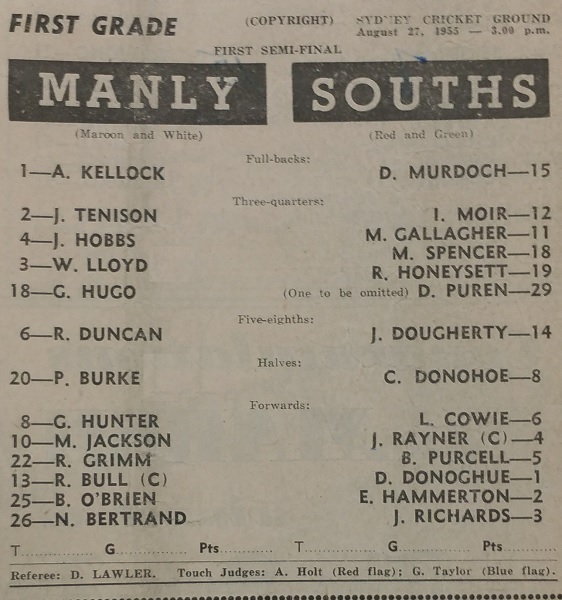 FIRST GRADE (COPYRIGHT) SYDNEY CRICKET GROUND
August 27, 1955 — 3.00 p.m.
FIRST SEMI-FINAL
MANLY SOUTHS
(Maroon and White) (Red and Green)
Full-backs:
1—A. KELLOCK D. MURDOCH—15
Three-quarters:
2—J. TENISON I. MOIR—12
4—J. HOBBS M. GALLAGHER—11
M. SPENCER—18
3—W. LLOYD R. HONEYSETT—19
18—G. HUGO (One to be omitted) D. PUREN—29
Five-eighths:
6—R. DUNCAN J. DOUGHERTY—14
Halves:
20—P. BURKE C. DONOHOE—8
Forwards:
8—G. HUNTER L. COWIE—6
10—M. JACKSON J. RAYNER (C)—4
22—R. GRIMM B. PURCELL—5
13—R. BULL (C) D. DONOGHUE—1
25—B. O'BRIEN E. HAMMERTON—2
26—N. BERTRAND J. RICHARDS—3
T............... G............... Pts............ T............... G............... Pts............
Referee: D. LAWLER. Touch Judges: A. Holt (Red flag); G. Taylor (Blue flag).